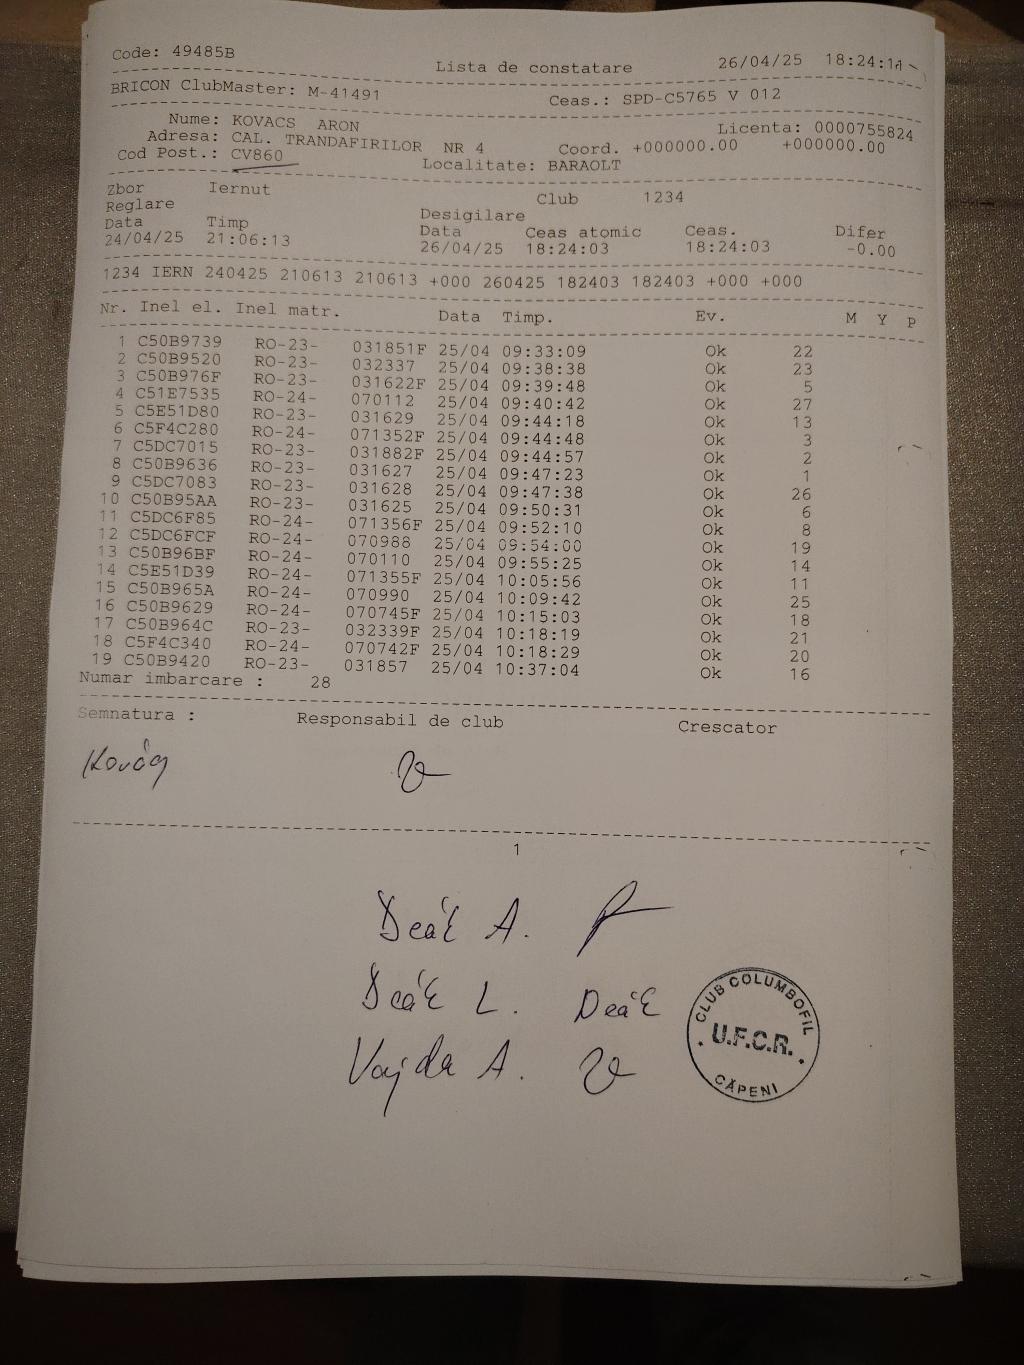 Code: 49485B Lista de constatare 26/04/25 18:24:11
BRICON ClubMaster: M-41491 Ceas.: SPD-C5765 V 012
Nume: KOVACS ARON Licenta: 0000755824
Adresa: CAL. TRANDAFIRILOR NR 4 Coord. +000000.00 +000000.00
Cod Post.: CV860 Localitate: BARAOLT
Zbor Iernut Club 1234
Reglare Desigilare
Data Timp Data Ceas atomic Ceas. Difer
24/04/25 21:06:13 26/04/25 18:24:03 18:24:03 -0.00
1234 IERN 240425 210613 210613 +000 260425 182403 182403 +000 +000
Nr. Inel el. Inel matr. Data Timp. Ev. M Y P
1 C50B9739 RO-23- 031851F 25/04 09:33:09 Ok 22
2 C50B9520 RO-23- 032337 25/04 09:38:38 Ok 23
3 C50B976F RO-23- 031622F 25/04 09:39:48 Ok 5
4 C51E7535 RO-24- 070112 25/04 09:40:42 Ok 27
5 C5E51D80 RO-23- 031629 25/04 09:44:18 Ok 13
6 C5F4C280 RO-24- 071352F 25/04 09:44:48 Ok 3
7 C5DC7015 RO-23- 031882F 25/04 09:44:57 Ok 2
8 C50B9636 RO-23- 031627 25/04 09:47:23 Ok 1
9 C5DC7083 RO-23- 031628 25/04 09:47:38 Ok 26
10 C50B95AA RO-23- 031625 25/04 09:50:31 Ok 6
11 C5DC6F85 RO-24- 071356F 25/04 09:52:10 Ok 8
12 C5DC6FCF RO-24- 070988 25/04 09:54:00 Ok 19
13 C50B96BF RO-24- 070110 25/04 09:55:25 Ok 14
14 C5E51D39 RO-24- 071355F 25/04 10:05:56 Ok 11
15 C50B965A RO-24- 070990 25/04 10:09:42 Ok 25
16 C50B9629 RO-24- 070745F 25/04 10:15:03 Ok 18
17 C50B964C RO-23- 032339F 25/04 10:18:19 Ok 21
18 C5F4C340 RO-24- 070742F 25/04 10:18:29 Ok 20
19 C50B9420 RO-23- 031857 25/04 10:37:04 Ok 16
Numar imbarcare : 28
Semnatura : Responsabil de club Crescator
1
Deák A.
Deák L. Deák
Vajda A.
CLUB COLUMBOFIL
U.F.C.R.
CĂPENI